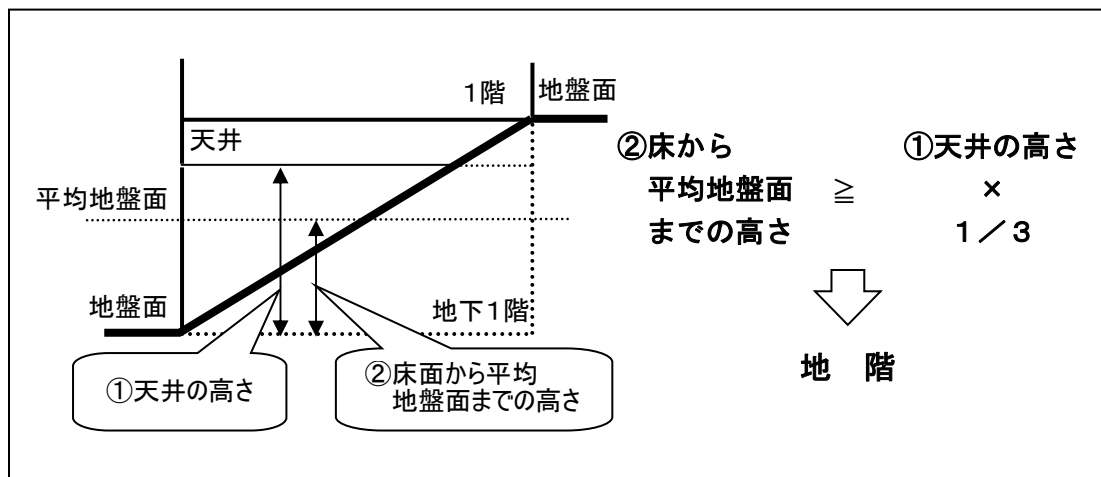 1階
地盤面
天井
平均地盤面
地盤面
地下1階
①天井の高さ
②床面から平均
地盤面までの高さ
②床から
平均地盤面
までの高さ
≧
①天井の高さ
×
1/3
地 階